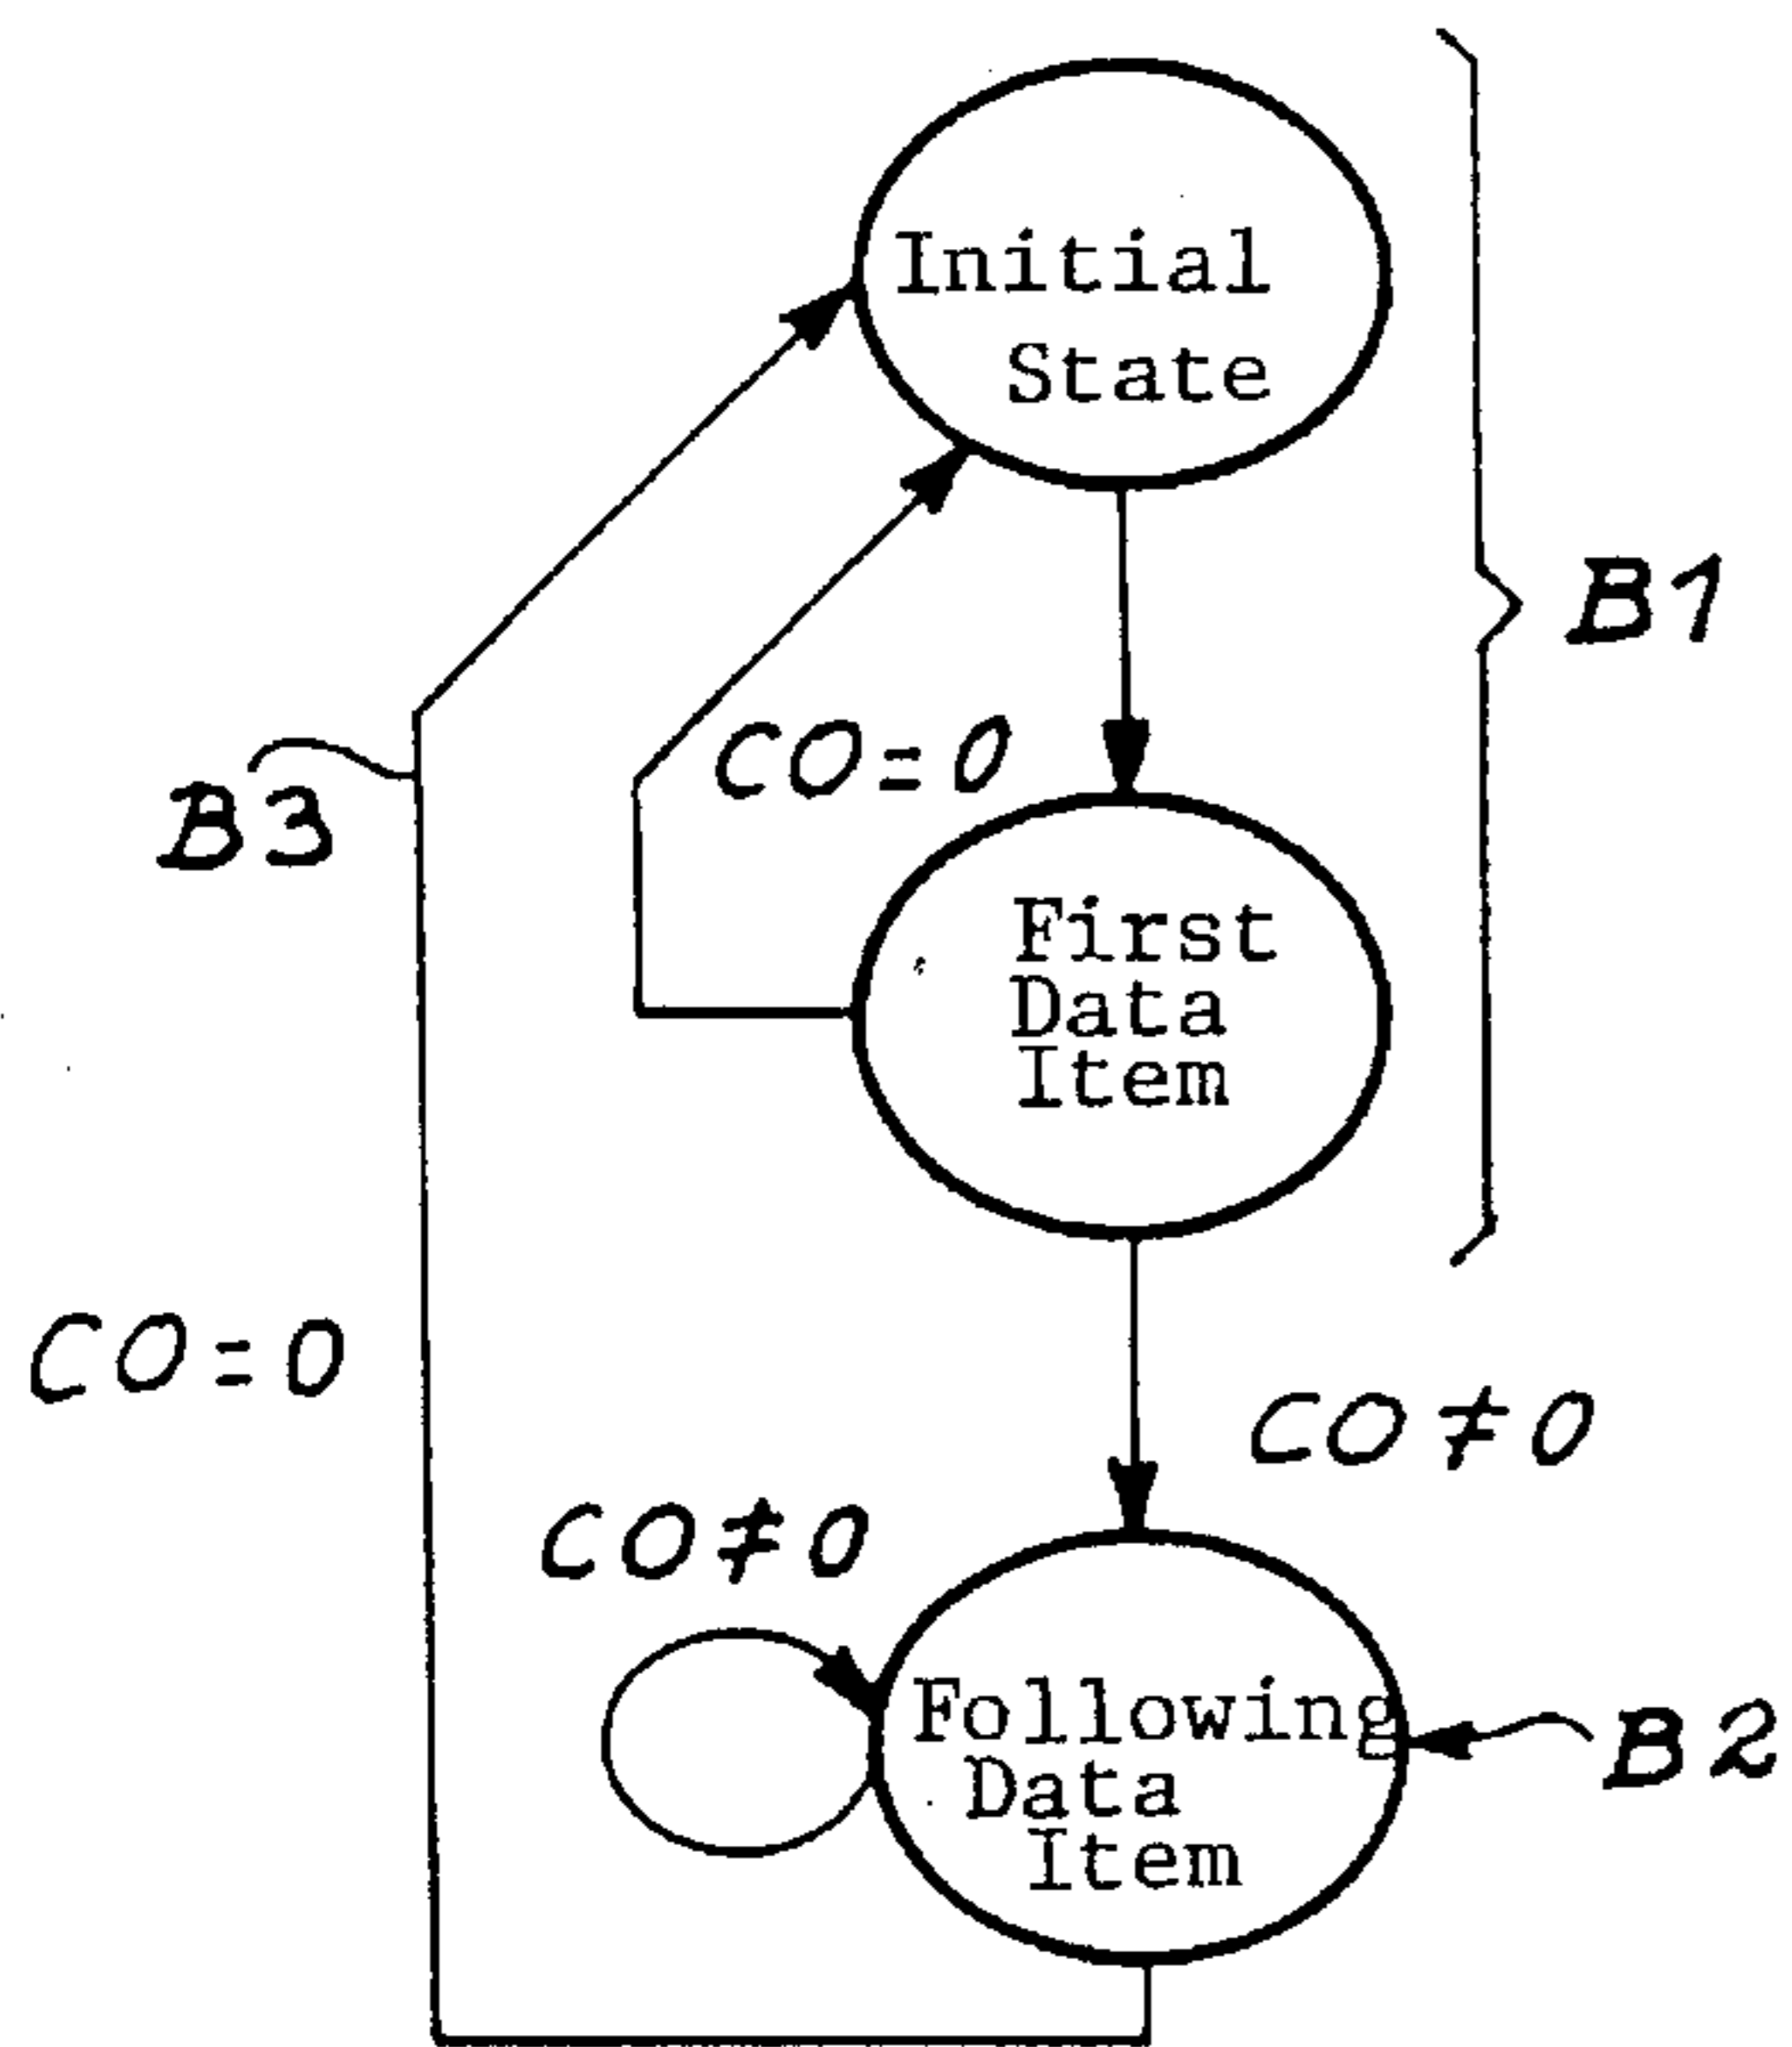 Initial
State
B1
CO=0
B3
First
Data
Item
CO=0
CO≠0
CO≠0
Following
Data
Item
B2